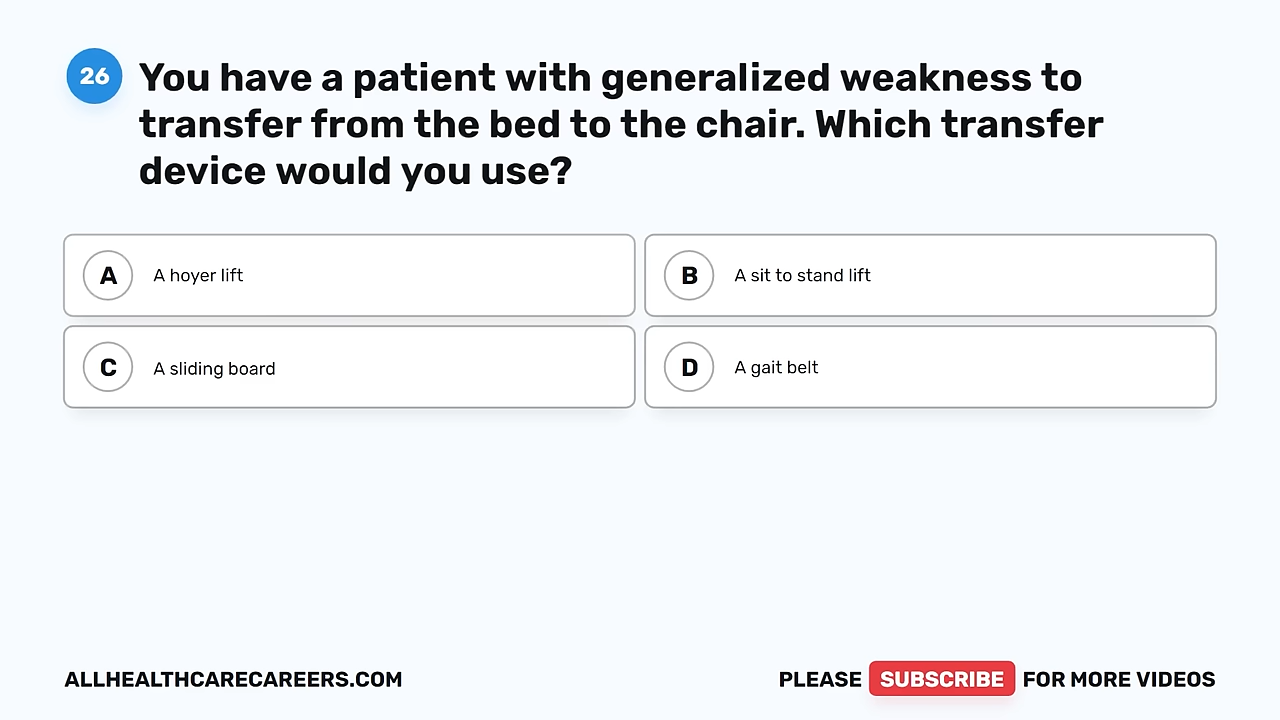 26
You have a patient with generalized weakness to
transfer from the bed to the chair. Which transfer
device would you use?
A A hoyer lift
B A sit to stand lift
C A sliding board
D A gait belt
ALLHEALTHCARECAREERS.COM
PLEASE SUBSCRIBE FOR MORE VIDEOS